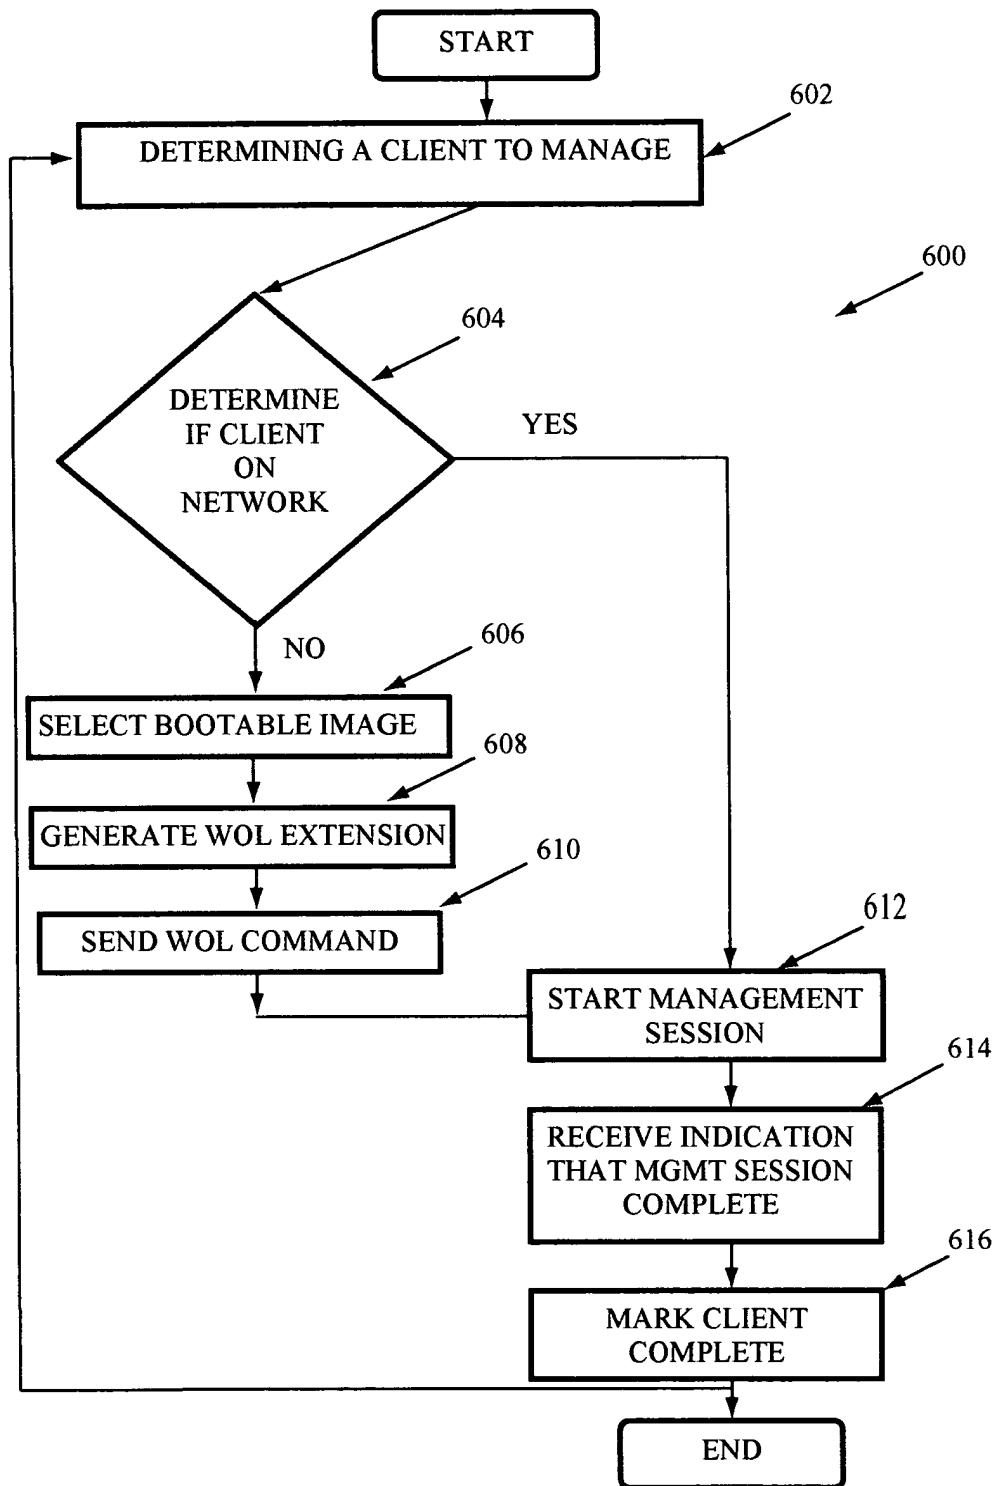 START
602
DETERMINING A CLIENT TO MANAGE
600
604
DETERMINE
IF CLIENT
ON
NETWORK
YES
NO
606
SELECT BOOTABLE IMAGE
608
GENERATE WOL EXTENSION
610
SEND WOL COMMAND
612
START MANAGEMENT
SESSION
614
RECEIVE INDICATION
THAT MGMT SESSION
COMPLETE
616
MARK CLIENT
COMPLETE
END